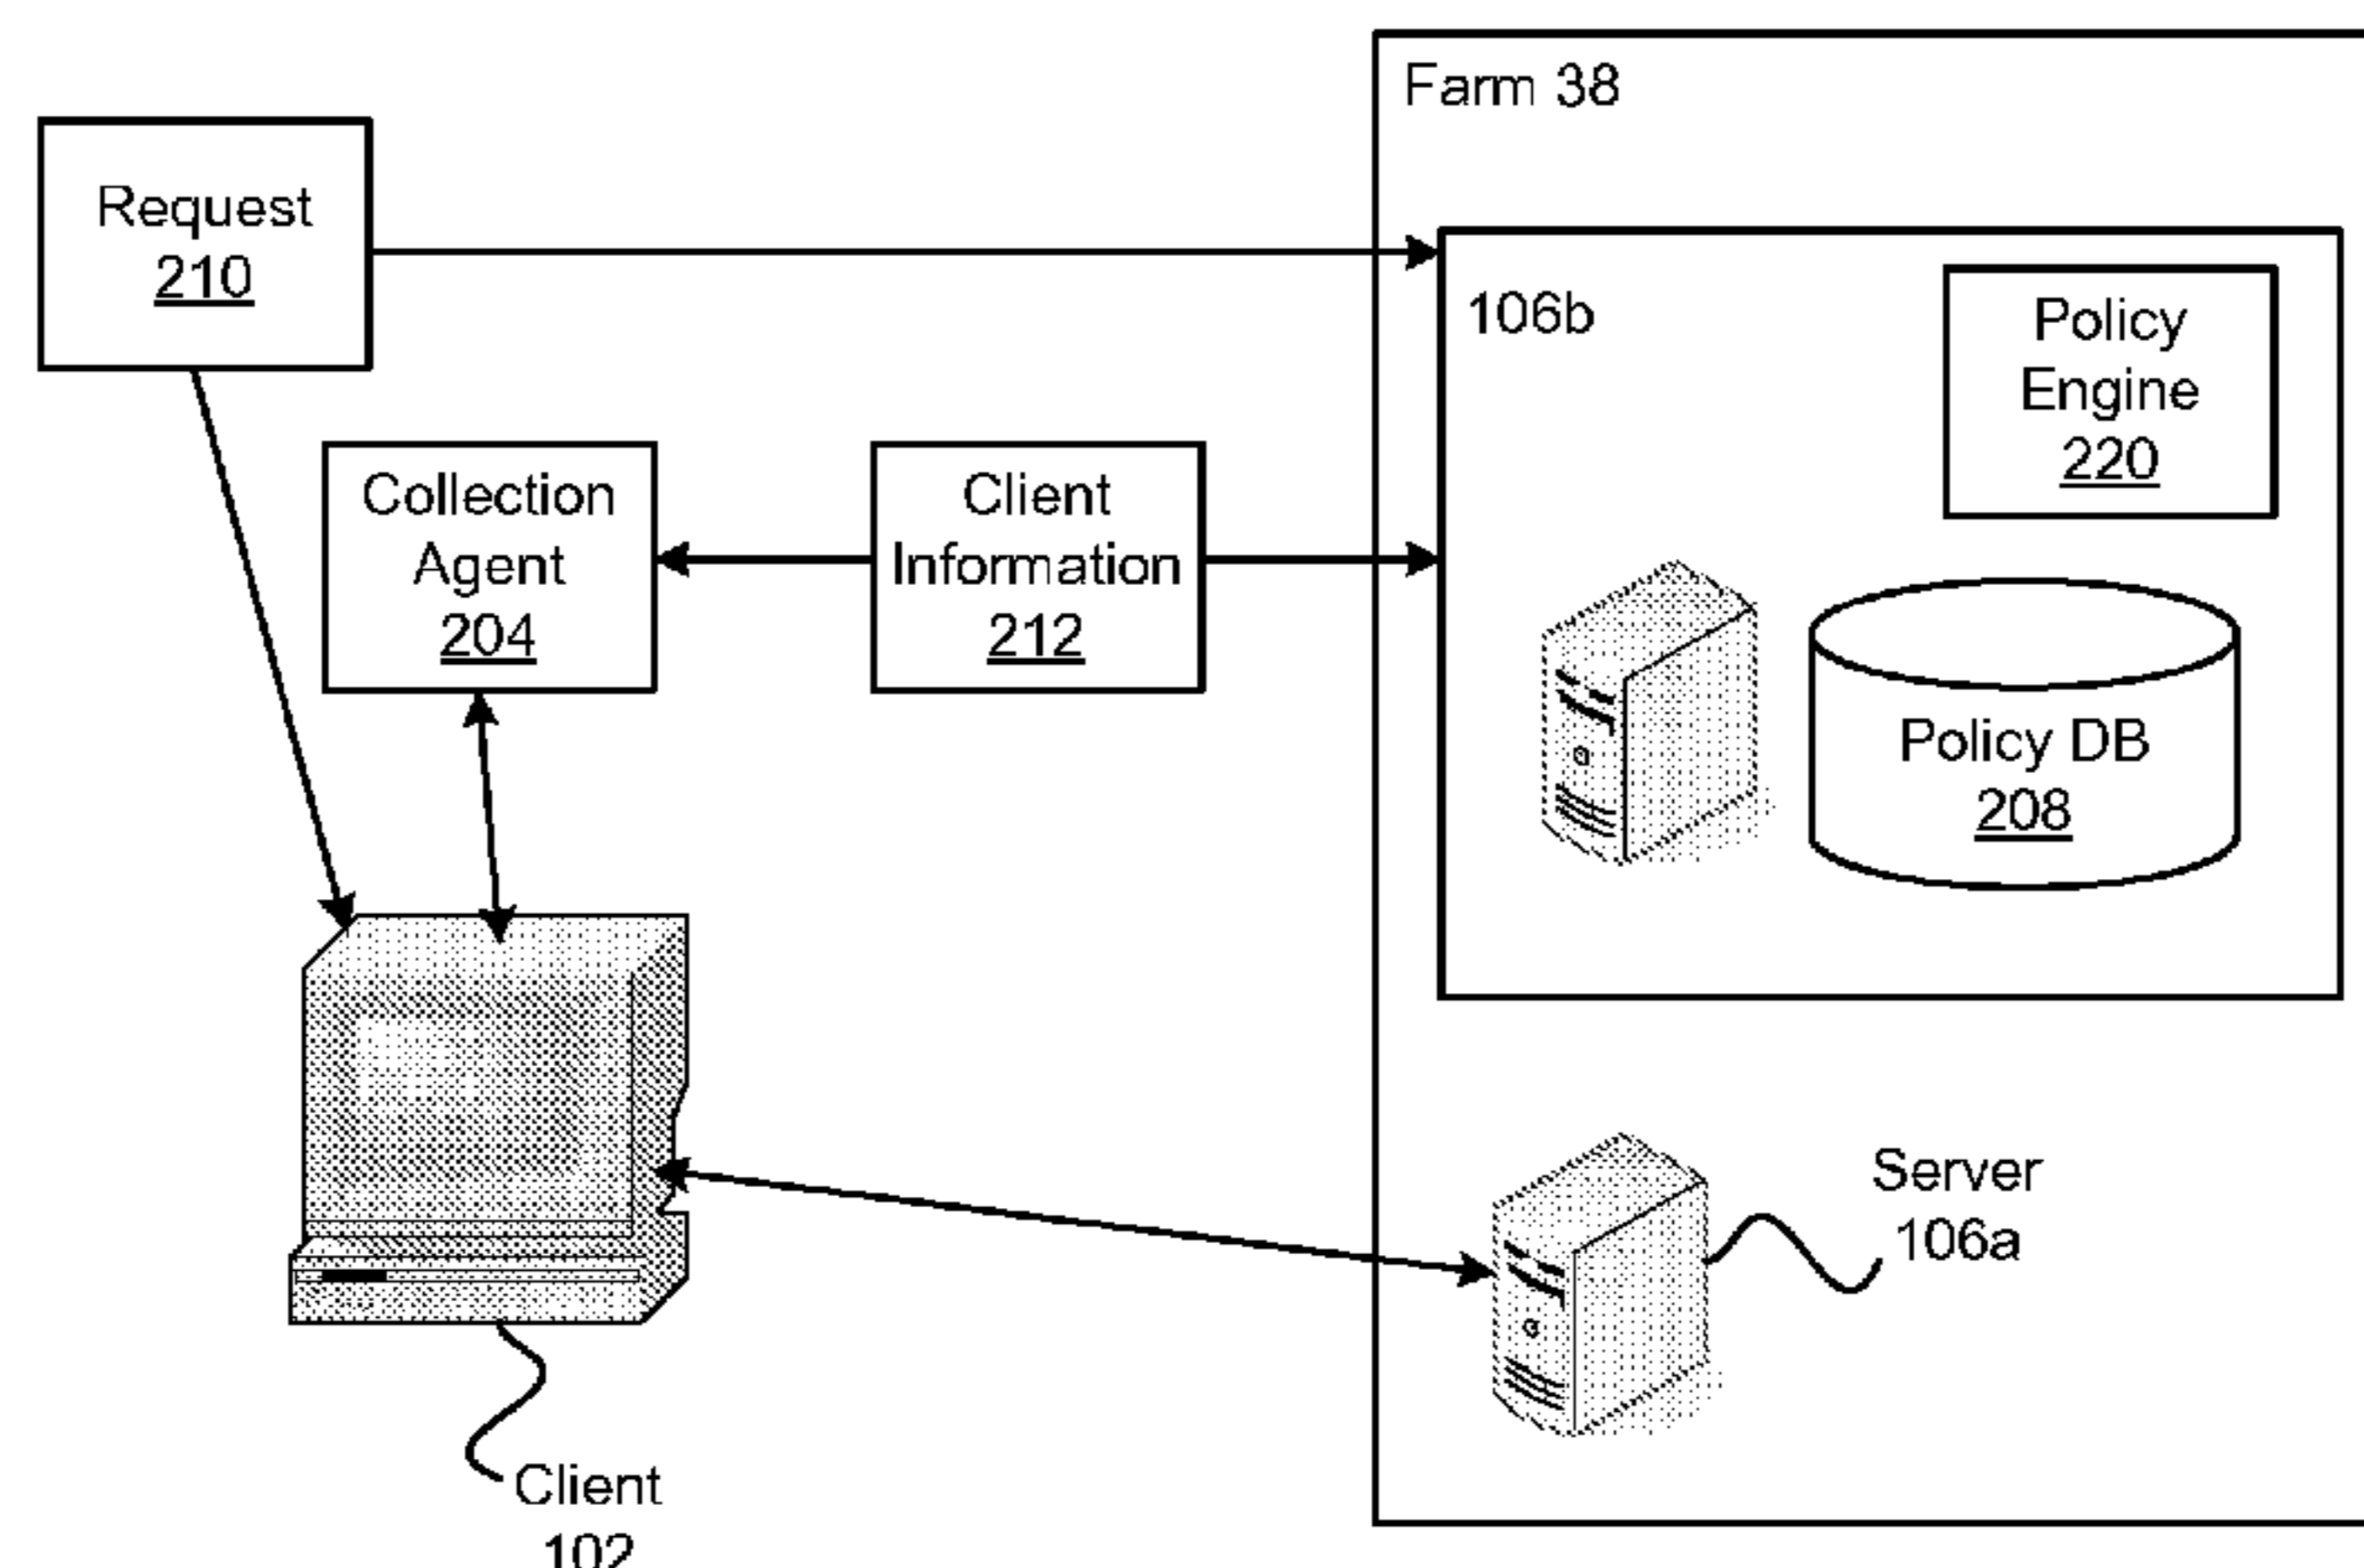 Farm 38
Request
210
106b
Policy
Engine
220
Collection
Agent
204
Client
Information
212
Policy DB
208
Server
106a
Client
102